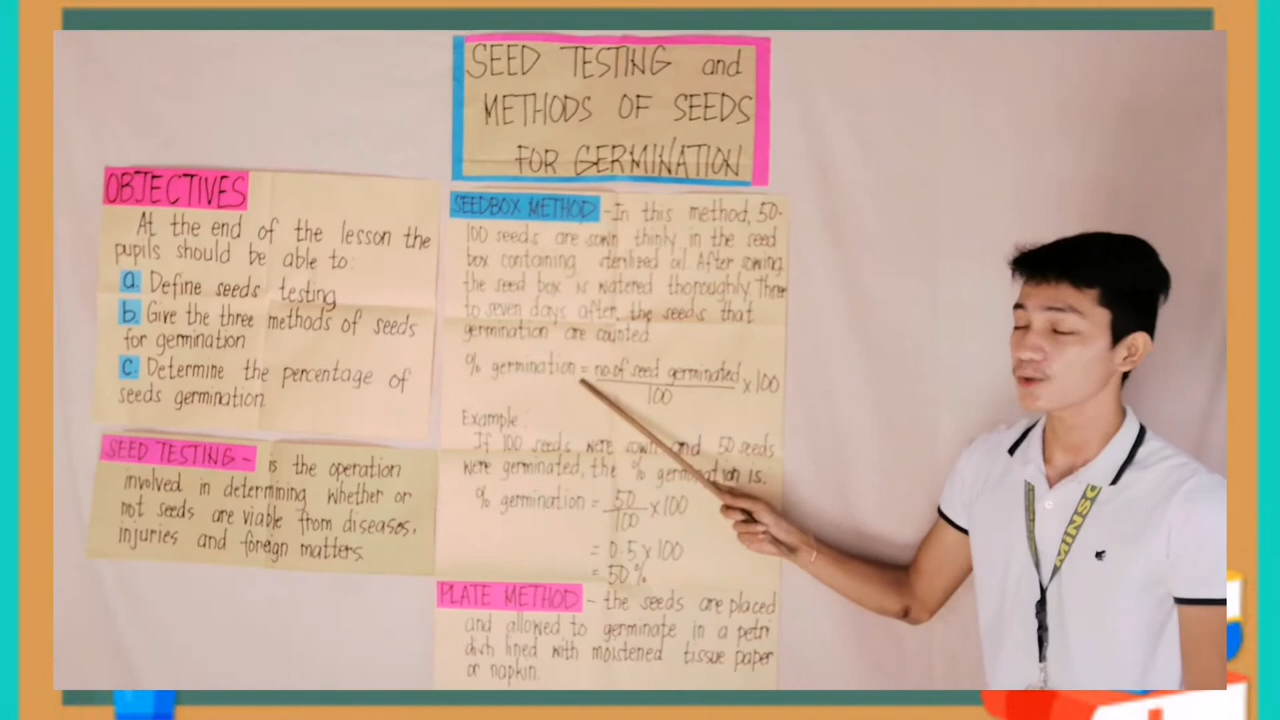 SEED TESTING and
METHODS OF SEEDS
FOR GERMINATION
OBJECTIVES
At the end of the lesson the
pupils should be able to:
a. Define seeds testing
b. Give the three methods of seeds
for germination
c. Determine the percentage of
seeds germination
SEED TESTING - is the operation
involved in determining whether or
not seeds are viable from diseases,
injuries and foreign matters.
SEEDBOX METHOD - In this method, 50-
100 seeds are sown thinly in the seed
box containing sterilized oil. After sowing
the seed box is watered thoroughly. Three
to seven days after, the seeds that
germination are counted.
% germination = no. of seed germinated/100 x 100
Example:
If 100 seeds were sown and 50 seeds
were germinated, the % germination is.
% germination = 50/100 x 100
= 0.5 x 100
= 50%
PLATE METHOD - the seeds are placed
and allowed to germinate in a petri
dish lined with moistened tissue paper
or napkin.
MINSC